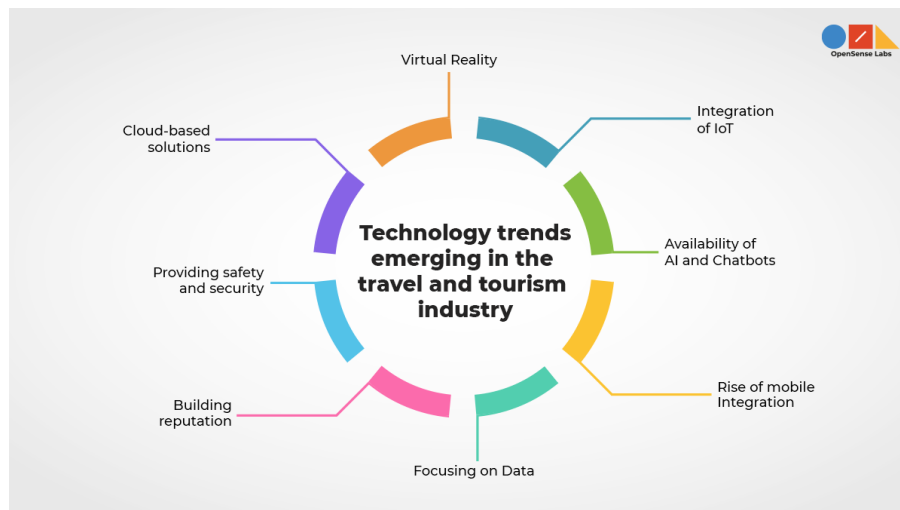 OpenSense Labs
Virtual Reality
Integration
of IoT
Cloud-based
solutions
Technology trends
emerging in the
travel and tourism
industry
Availability of
AI and Chatbots
Providing safety
and security
Rise of mobile
Integration
Building
reputation
Focusing on Data